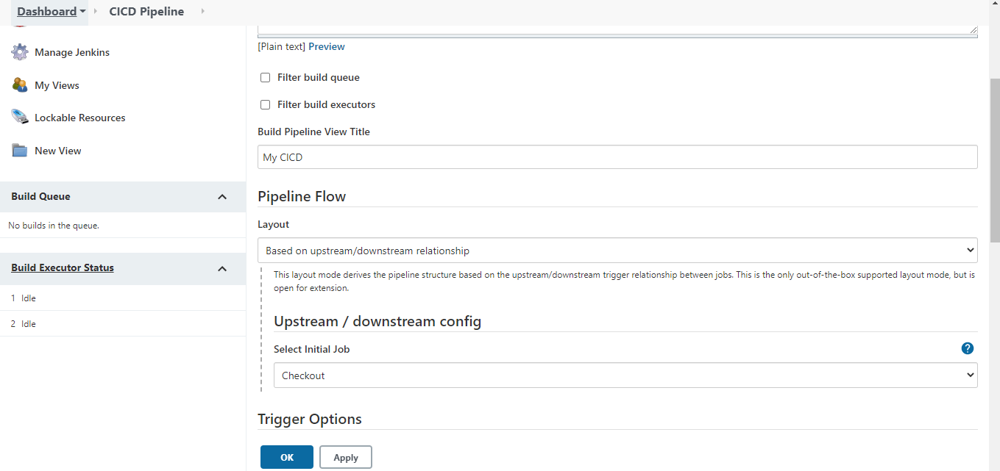 Dashboard
CICD Pipeline
Manage Jenkins
My Views
Lockable Resources
New View
Build Queue
No builds in the queue.
Build Executor Status
1 Idle
2 Idle
[Plain text] Preview
Filter build queue
Filter build executors
Build Pipeline View Title
My CICD
Pipeline Flow
Layout
Based on upstream/downstream relationship
This layout mode derives the pipeline structure based on the upstream/downstream trigger relationship between jobs. This is the only out-of-the-box supported layout mode, but is
open for extension.
Upstream / downstream config
Select Initial Job
?
Checkout
Trigger Options
OK
Apply